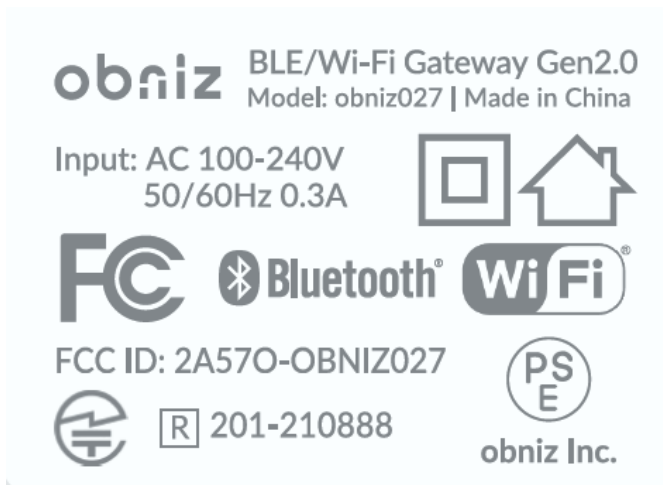 obniz BLE/Wi-Fi Gateway Gen2.0
Model: obniz027 | Made in China
Input: AC 100-240V
50/60Hz 0.3A
FC Bluetooth® WiFi®
FCC ID: 2A57O-OBNIZ027
PSE
R 201-210888
obniz Inc.